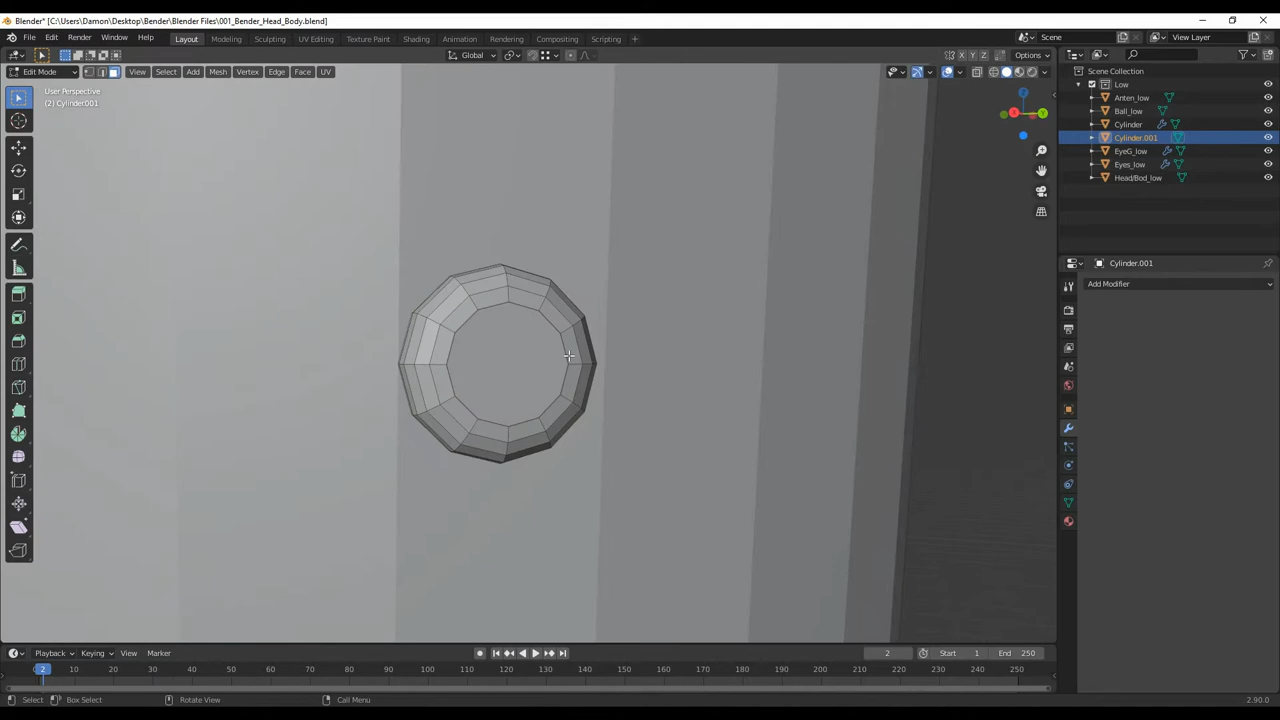 Blender* [C:\Users\Damon\Desktop\Bender\Blender Files\001_Bender_Head_Body.blend]
File Edit Render Window Help Layout Modeling Sculpting UV Editing Texture Paint Shading Animation Rendering Compositing Scripting + Scene View Layer
Global X Y Z Options
Edit Mode View Select Add Mesh Vertex Edge Face UV
Scene Collection
Low
Anten_low
Ball_low
Cylinder
Cylinder.001
EyeG_low
Eyes_low
Head/Bod_low
User Perspective
(2) Cylinder001
Z
X Y
Cylinder.001
Add Modifier
Playback Keying View Marker 2 Start 1 End 250
2 10 20 30 40 50 60 70 80 90 100 110 120 130 140 150 160 170 180 190 200 210 220 230 240 250
Select Box Select Rotate View Call Menu 2.90.0